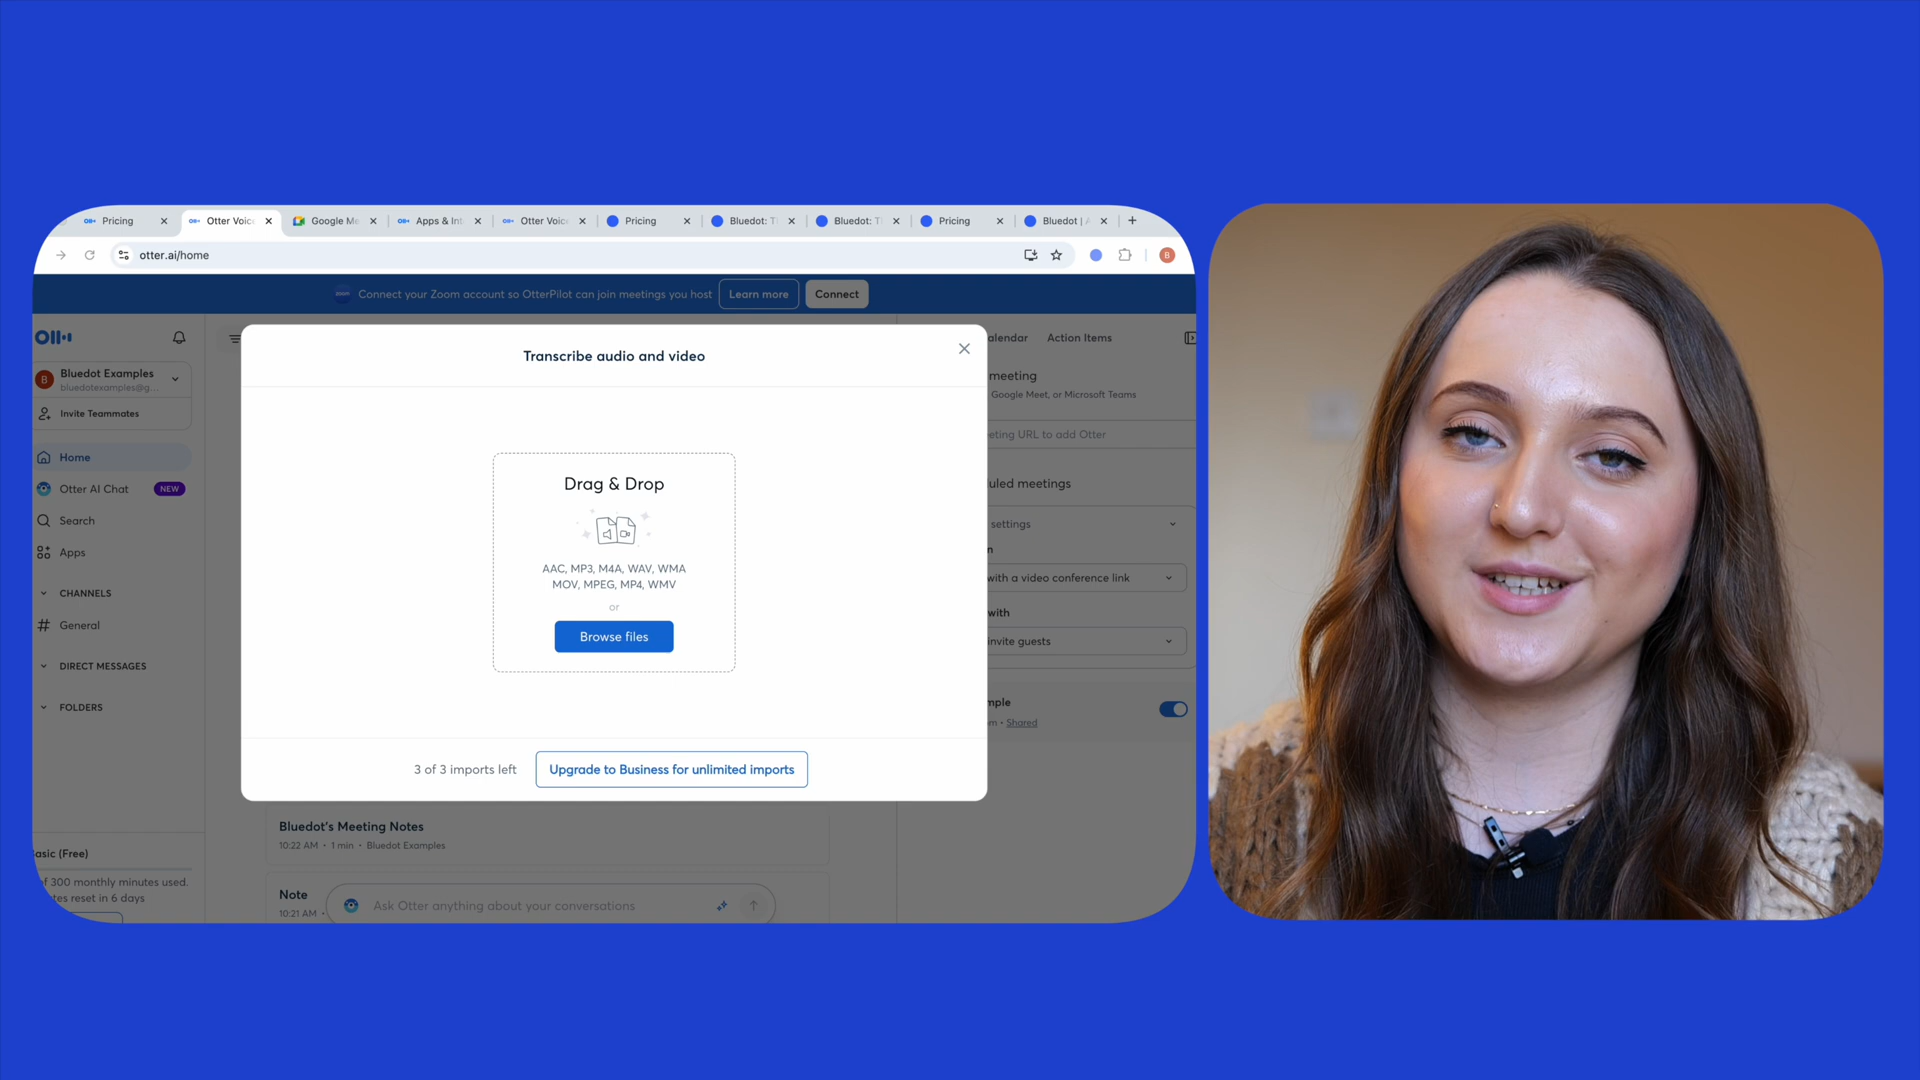 Pricing
Otter Voic
Google Me
Apps & Int
Otter Voic
Pricing
Bluedot: T
Bluedot: T
Pricing
Bluedot | A
otter.ai/home
B
zoom
Connect your Zoom account so OtterPilot can join meetings you host
Learn more
Connect
B
Bluedot Examples
bluedotexamples@g...
Invite Teammates
Home
Otter AI Chat
NEW
Search
Apps
CHANNELS
# General
DIRECT MESSAGES
FOLDERS
asic (Free)
f 300 monthly minutes used.
tes reset in 6 days
Transcribe audio and video
Drag & Drop
AAC, MP3, M4A, WAV, WMA
MOV, MPEG, MP4, WMV
or
Browse files
3 of 3 imports left
Upgrade to Business for unlimited imports
Bluedot's Meeting Notes
10:22 AM • 1 min • Bluedot Examples
Note
10:21 AM •
Ask Otter anything about your conversations
alendar
Action Items
meeting
Google Meet, or Microsoft Teams
eting URL to add Otter
uled meetings
settings
n
with a video conference link
with
invite guests
mple
m • Shared